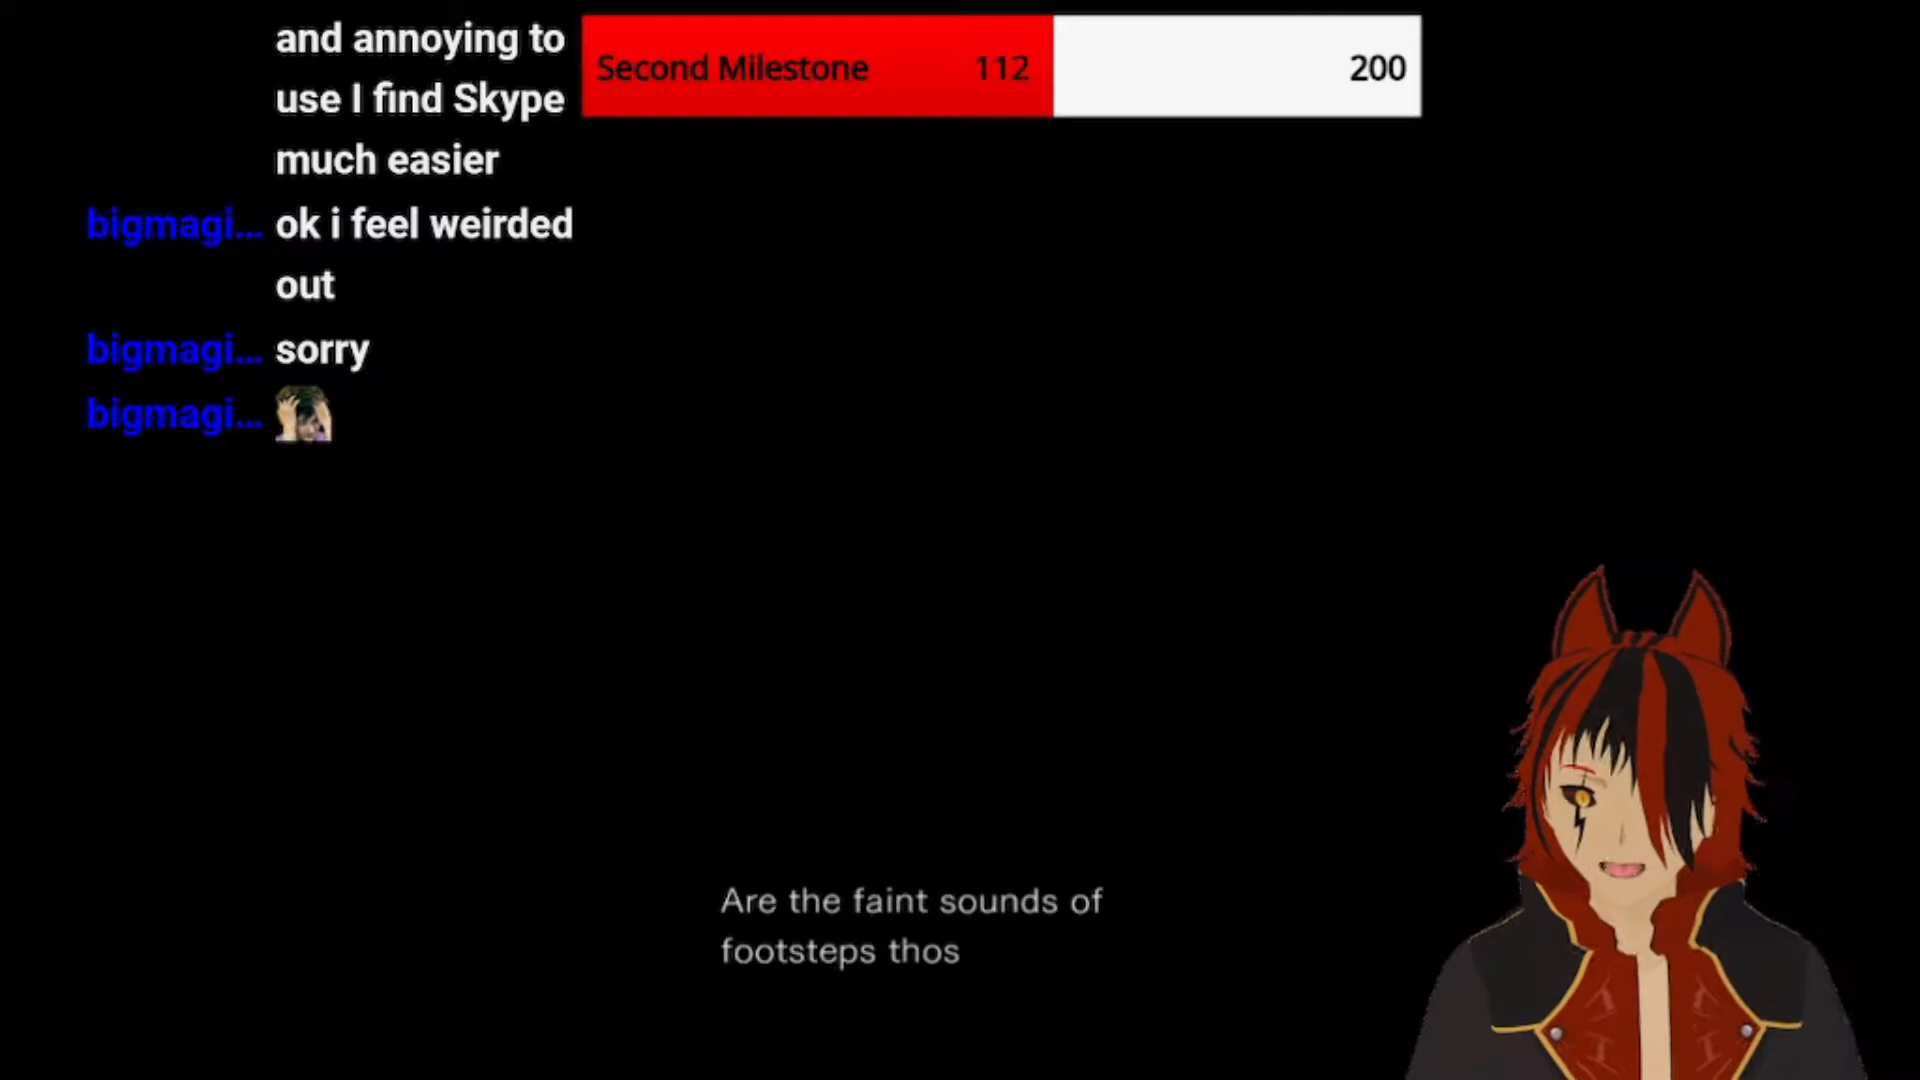 and annoying to
use I find Skype
much easier
bigmagi... ok i feel weirded
out
bigmagi... sorry
bigmagi...
Second Milestone 112 200
Are the faint sounds of
footsteps thos